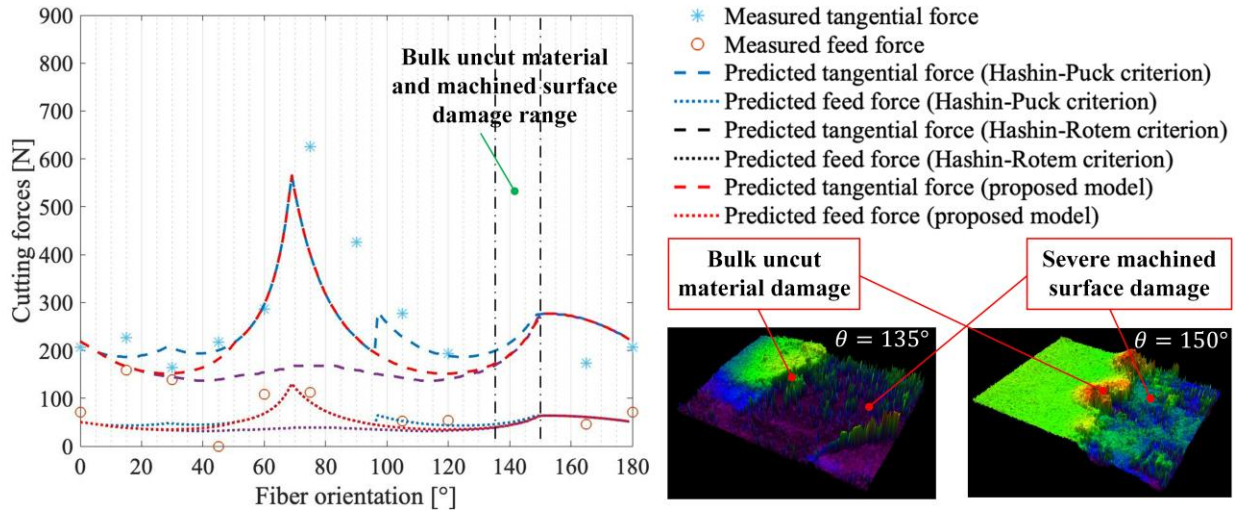 900
800
700
600
500
400
300
200
100
0
Cutting forces [N]
0 20 40 60 80 100 120 140 160 180
Fiber orientation [°]
Bulk uncut material
and machined surface
damage range
Measured tangential force
Measured feed force
Predicted tangential force (Hashin-Puck criterion)
Predicted feed force (Hashin-Puck criterion)
Predicted tangential force (Hashin-Rotem criterion)
Predicted feed force (Hashin-Rotem criterion)
Predicted tangential force (proposed model)
Predicted feed force (proposed model)
Bulk uncut
material damage
Severe machined
surface damage
θ = 135°
θ = 150°